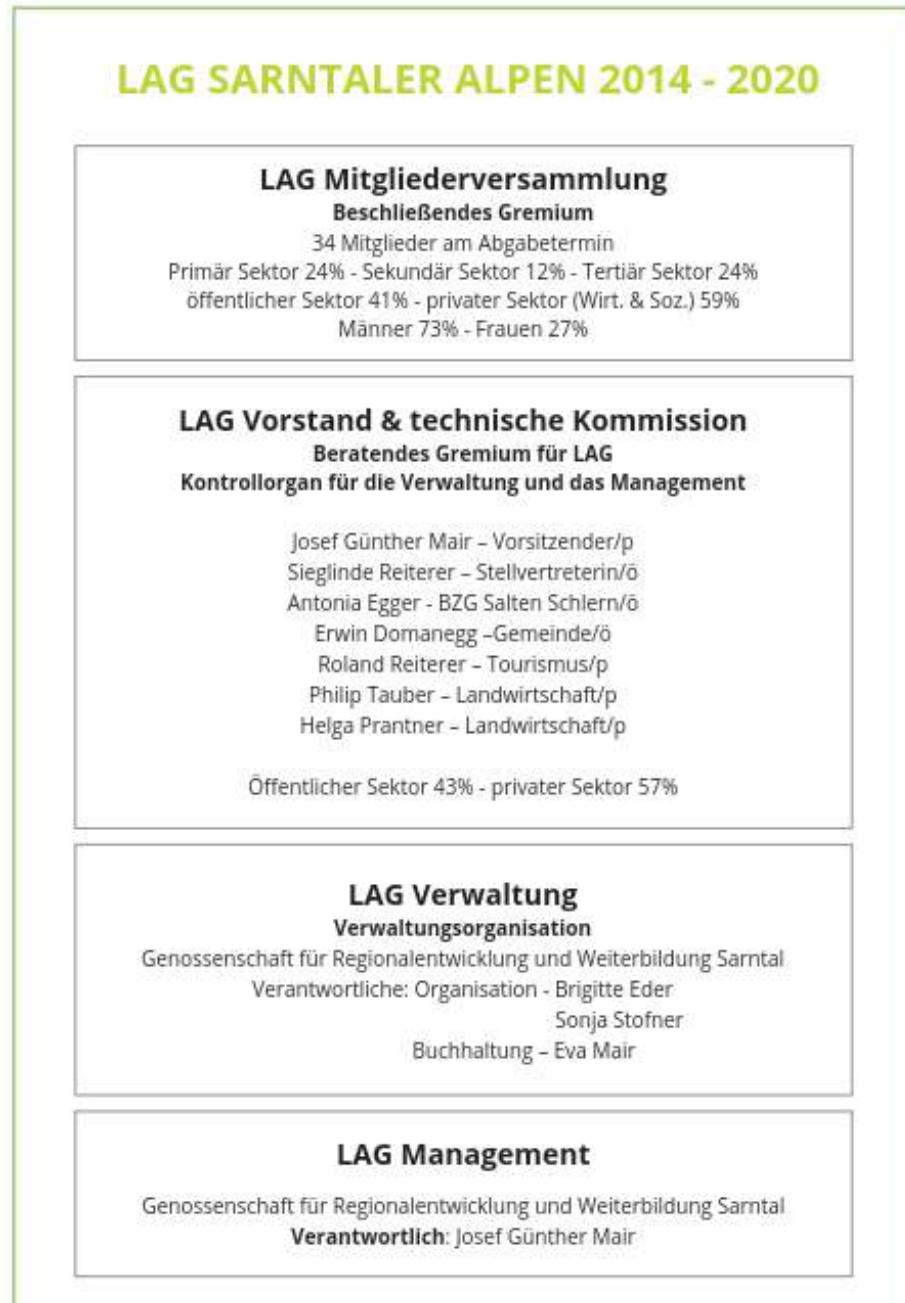 LAG SARNTALER ALPEN 2014 - 2020
LAG Mitgliederversammlung
Beschließendes Gremium
34 Mitglieder am Abgabetermin
Primär Sektor 24% - Sekundär Sektor 12% - Tertiär Sektor 24%
öffentlicher Sektor 41% - privater Sektor (Wirt. & Soz.) 59%
Männer 73% - Frauen 27%
LAG Vorstand & technische Kommission
Beratendes Gremium für LAG
Kontrollorgan für die Verwaltung und das Management
Josef Günther Mair – Vorsitzender/p
Sieglinde Reiterer – Stellvertreterin/ö
Antonia Egger - BZG Salten Schlern/ö
Erwin Domanegg –Gemeinde/ö
Roland Reiterer – Tourismus/p
Philip Tauber – Landwirtschaft/p
Helga Prantner – Landwirtschaft/p
Öffentlicher Sektor 43% - privater Sektor 57%
LAG Verwaltung
Verwaltungsorganisation
Genossenschaft für Regionalentwicklung und Weiterbildung Sarntal
Verantwortliche: Organisation - Brigitte Eder
Sonja Stofner
Buchhaltung – Eva Mair
LAG Management
Genossenschaft für Regionalentwicklung und Weiterbildung Sarntal
Verantwortlich: Josef Günther Mair